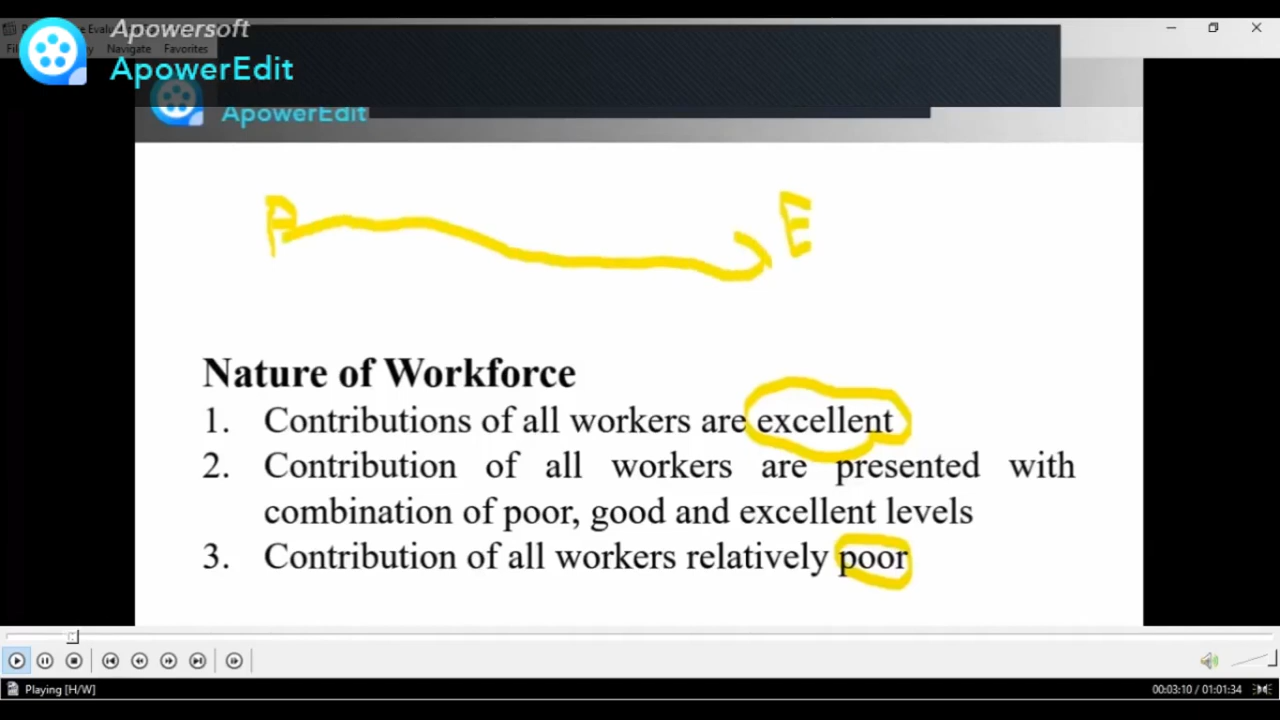 Apowersoft
ApowerEdit
Navigate Favorites
ApowerEdit
P E
Nature of Workforce
1. Contributions of all workers are excellent
2. Contribution of all workers are presented with
combination of poor, good and excellent levels
3. Contribution of all workers relatively poor
Playing [H/W]
00:03:10 / 01:01:34